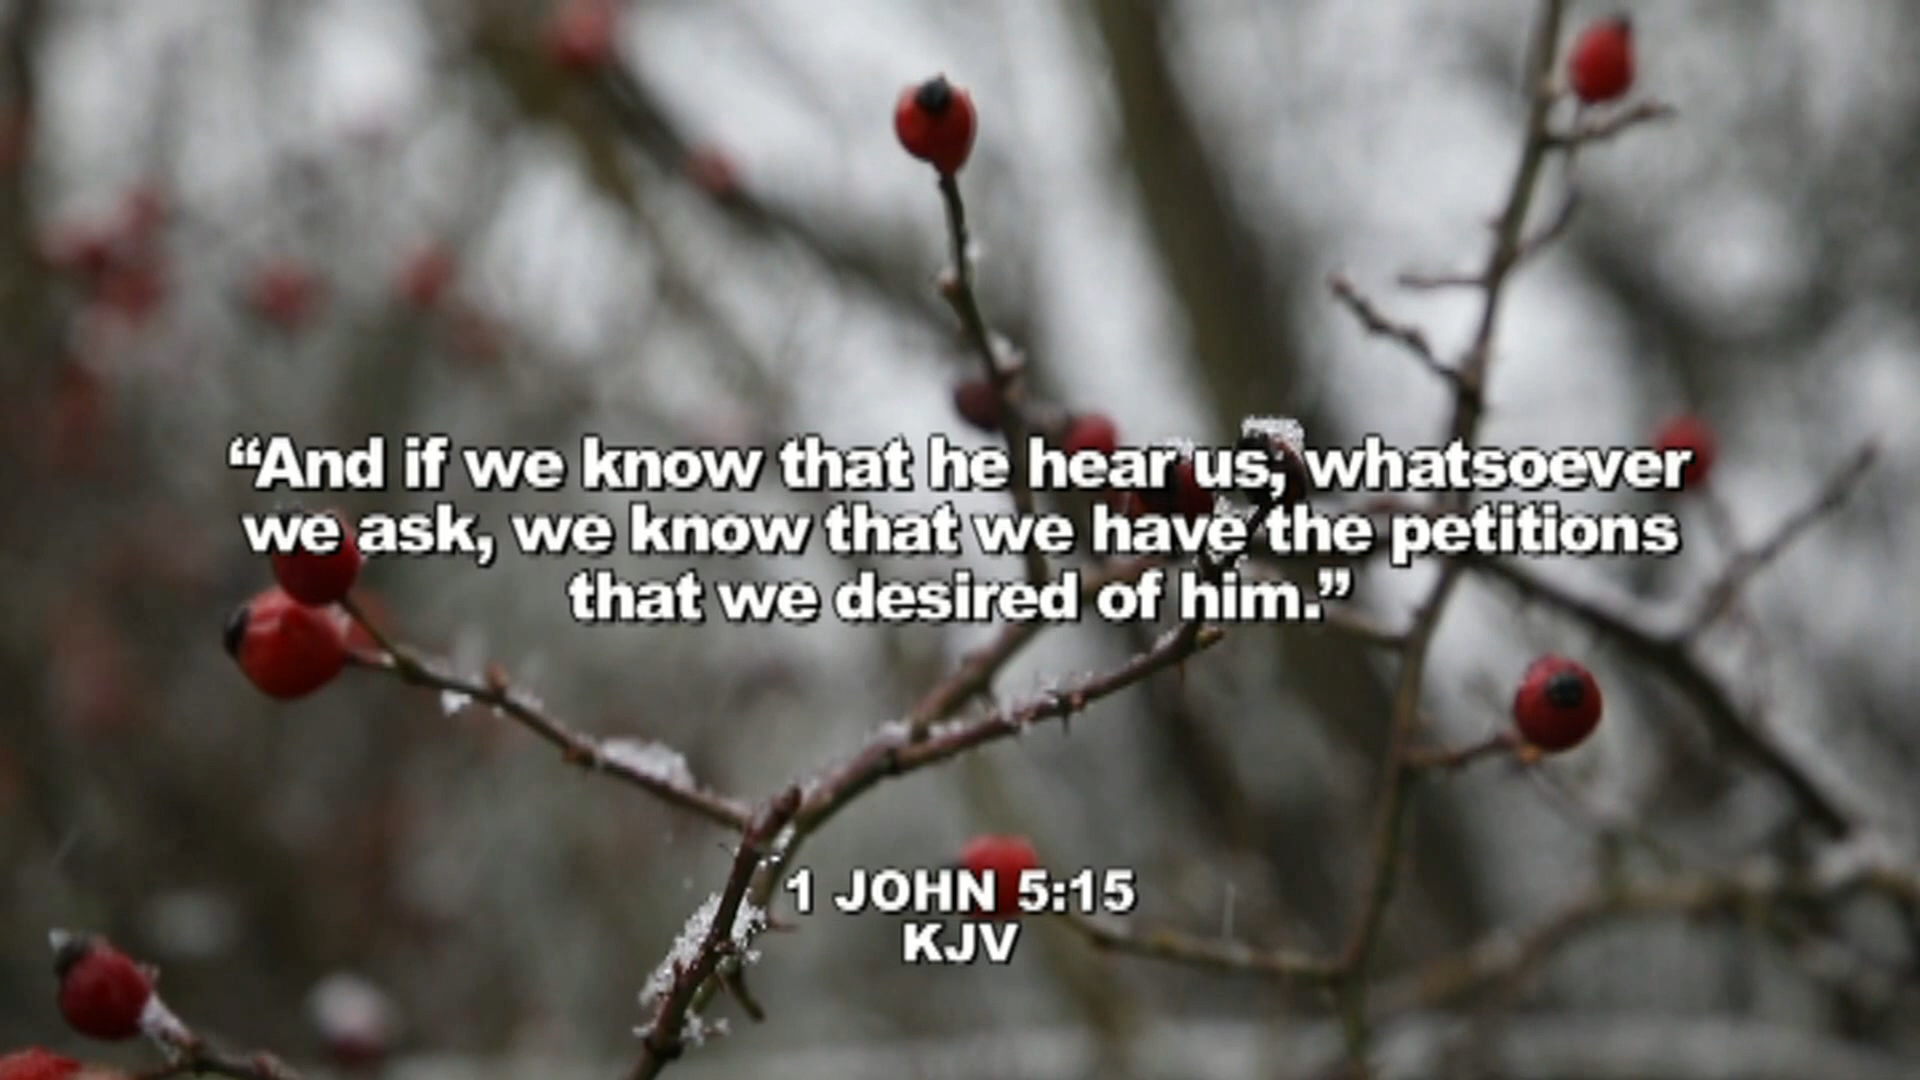 “And if we know that he hear us, whatsoever
we ask, we know that we have the petitions
that we desired of him.”
1 JOHN 5:15
KJV